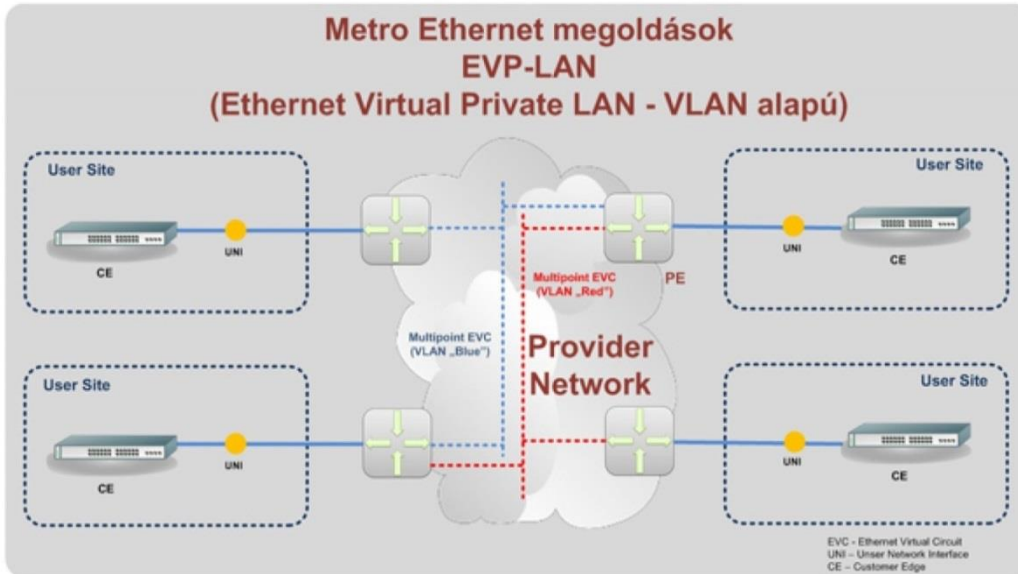 Metro Ethernet megoldások
EVP-LAN
(Ethernet Virtual Private LAN - VLAN alapú)
User Site
CE
UNI
User Site
UNI
CE
Multipoint EVC
(VLAN „Red”)
PE
Multipoint EVC
(VLAN „Blue”)
Provider
Network
User Site
CE
UNI
User Site
UNI
CE
EVC - Ethernet Virtual Circuit
UNI – Unser Network Interface
CE – Customer Edge